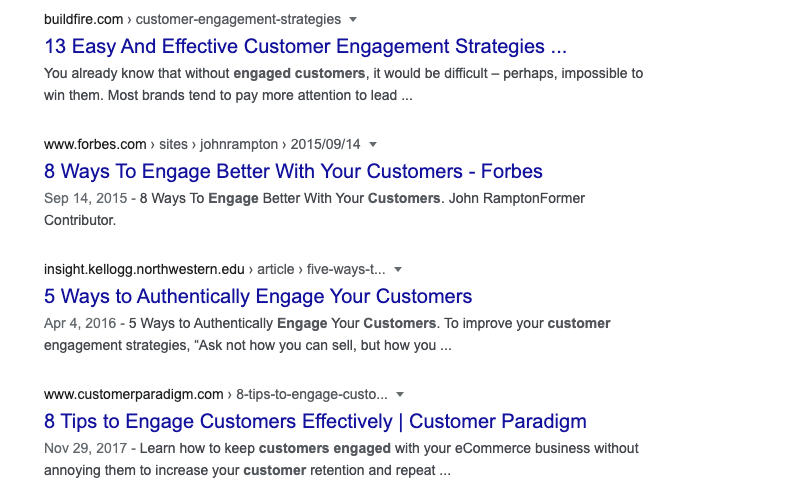 buildfire.com › customer-engagement-strategies
13 Easy And Effective Customer Engagement Strategies ...
You already know that without engaged customers, it would be difficult – perhaps, impossible to
win them. Most brands tend to pay more attention to lead ...
www.forbes.com › sites › johnrampton › 2015/09/14
8 Ways To Engage Better With Your Customers - Forbes
Sep 14, 2015 - 8 Ways To Engage Better With Your Customers. John RamptonFormer
Contributor.
insight.kellogg.northwestern.edu › article › five-ways-t...
5 Ways to Authentically Engage Your Customers
Apr 4, 2016 - 5 Ways to Authentically Engage Your Customers. To improve your customer
engagement strategies, “Ask not how you can sell, but how you ...
www.customerparadigm.com › 8-tips-to-engage-custo...
8 Tips to Engage Customers Effectively | Customer Paradigm
Nov 29, 2017 - Learn how to keep customers engaged with your eCommerce business without
annoying them to increase your customer retention and repeat ...